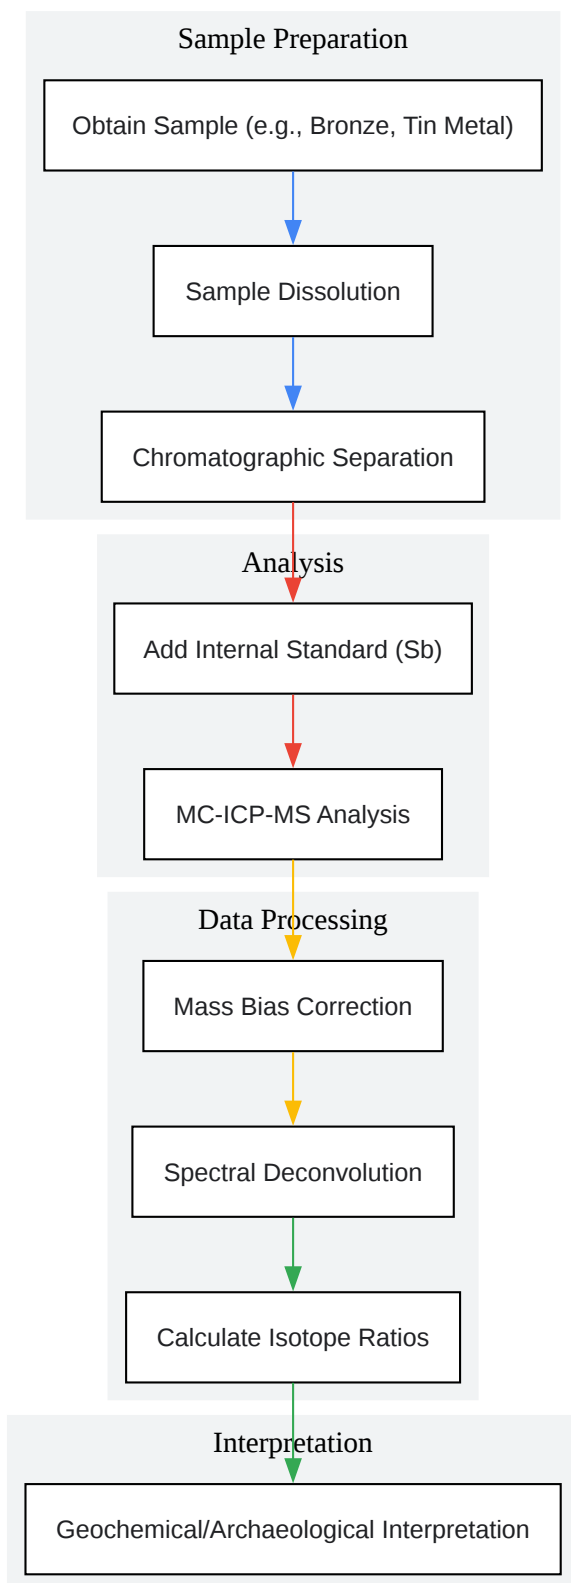 Sample Preparation
Obtain Sample (e.g., Bronze, Tin Metal)
Sample Dissolution
Chromatographic Separation
Analysis
Add Internal Standard (Sb)
MC-ICP-MS Analysis
Data Processing
Mass Bias Correction
Spectral Deconvolution
Calculate Isotope Ratios
Interpretation
Geochemical/Archaeological Interpretation